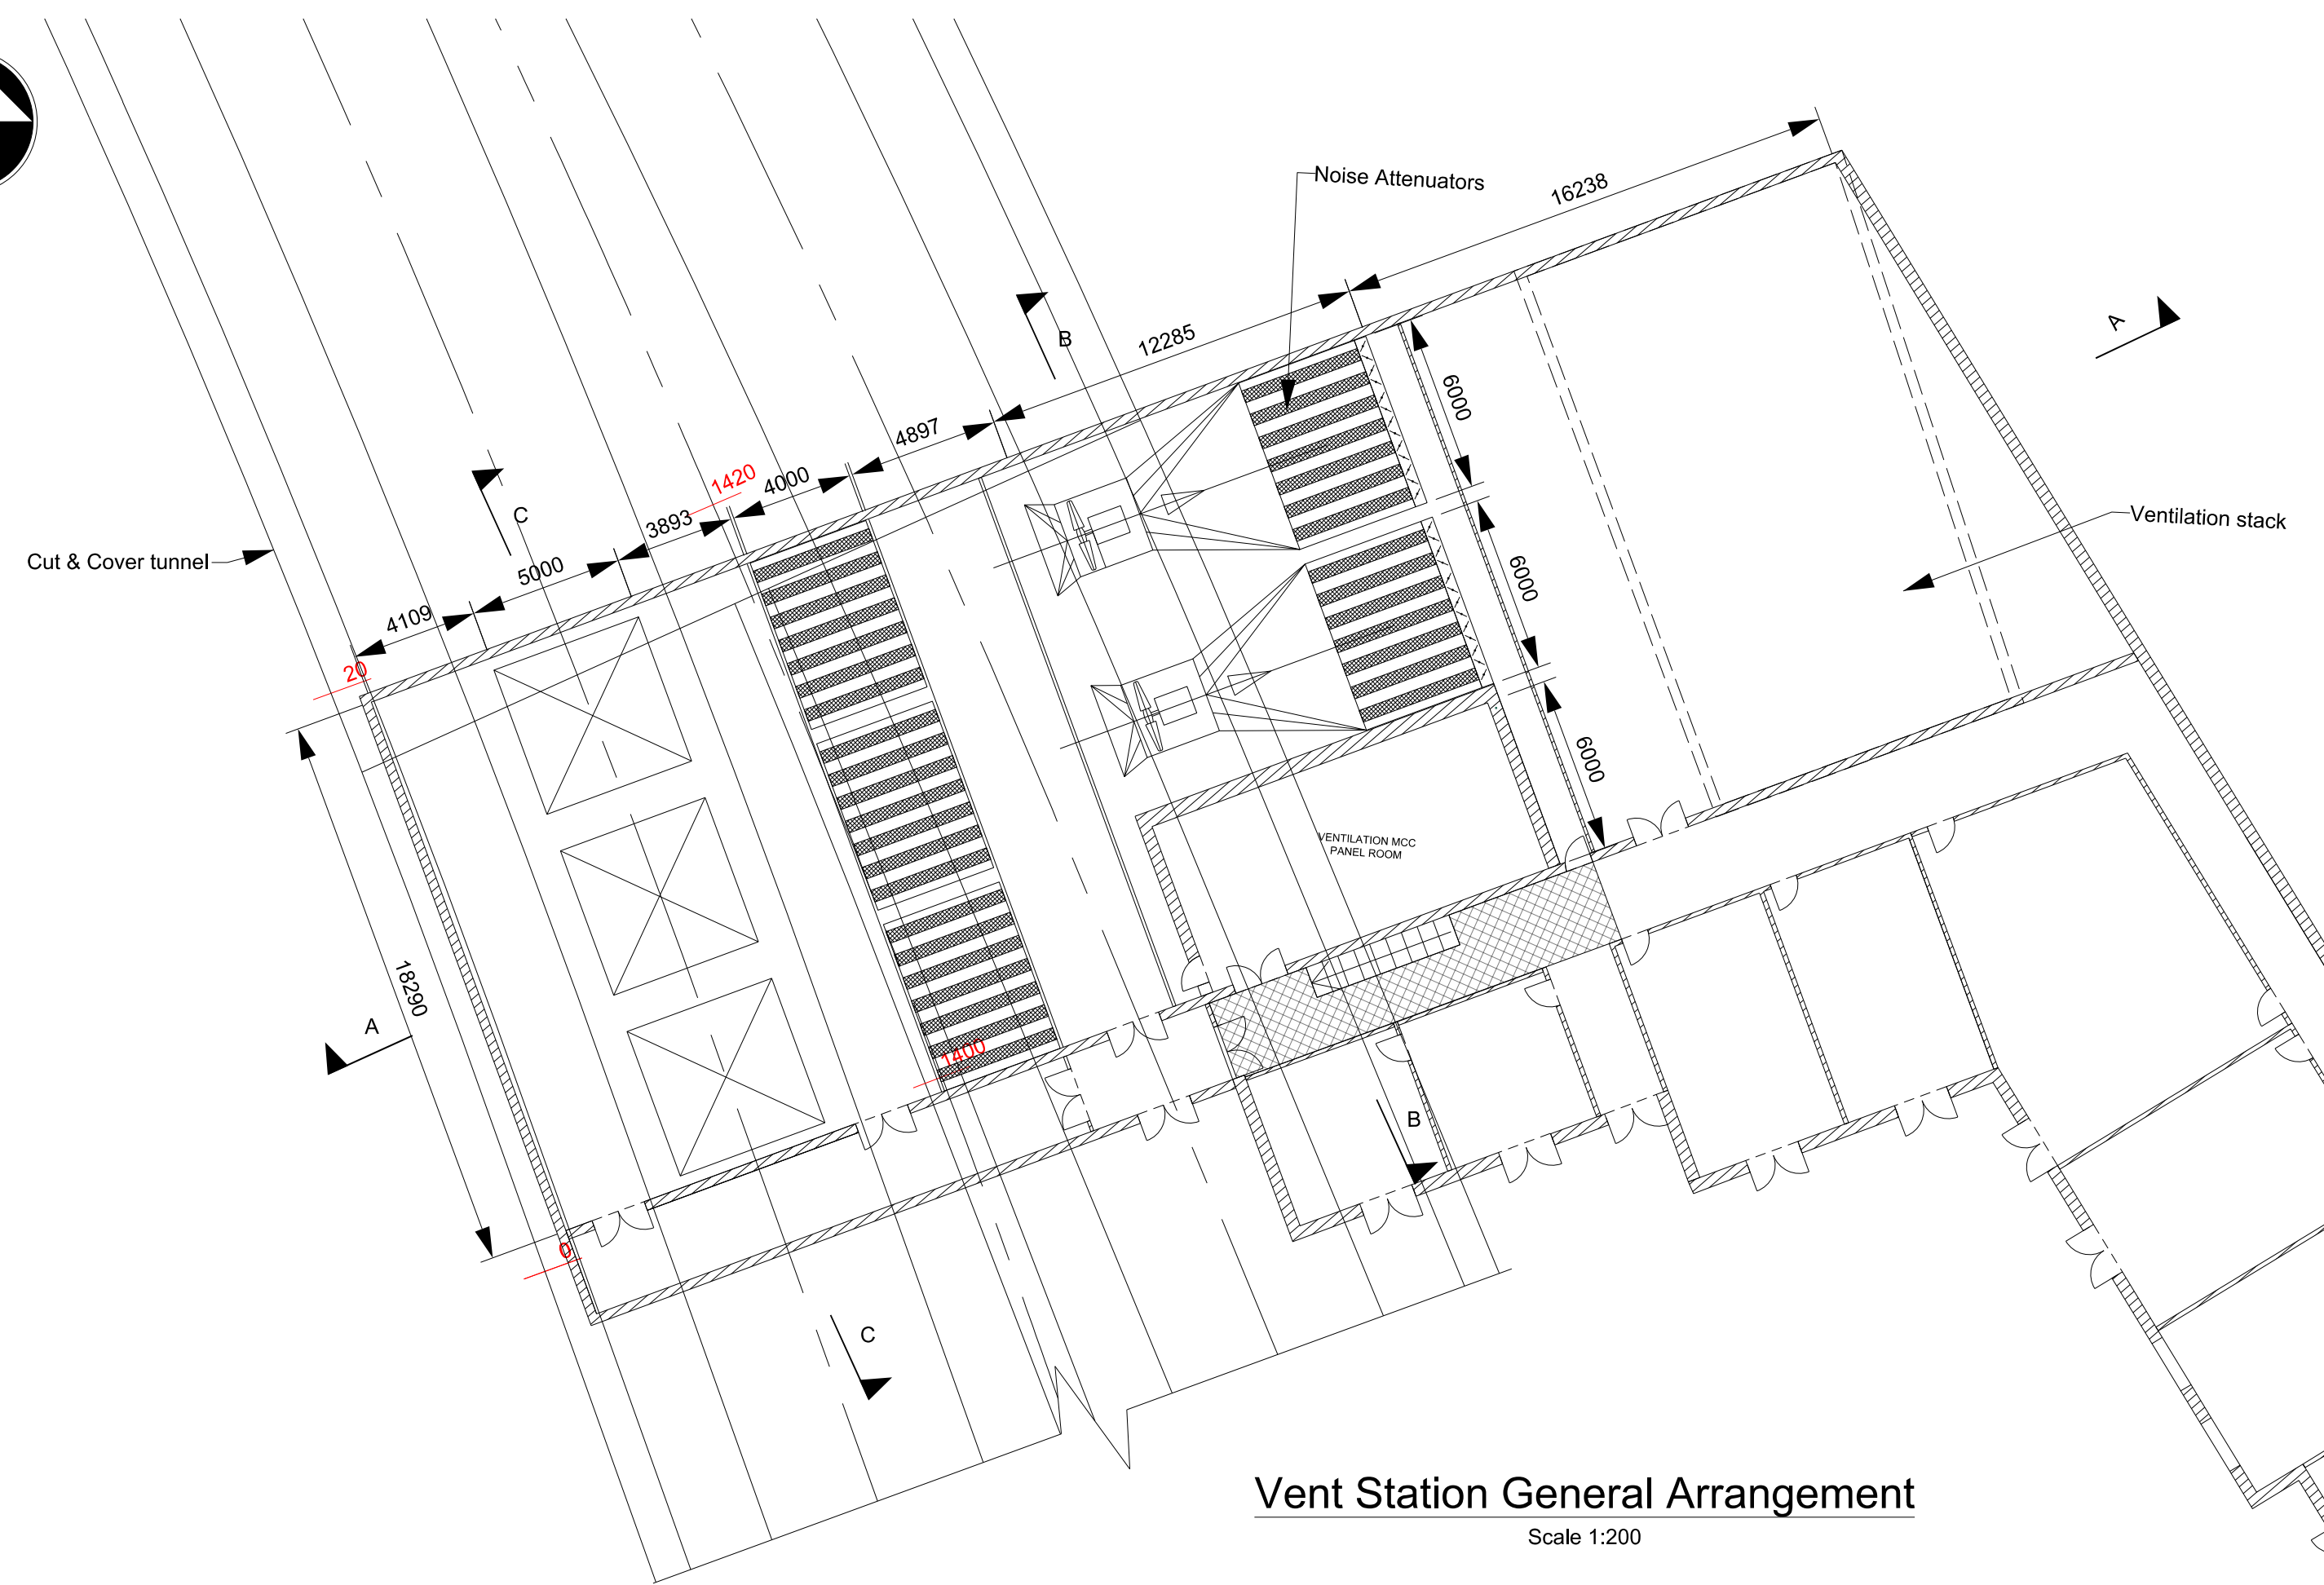 Noise Attenuators
16238
A
B
12285
6000
4897
1420
4000
C
3893
Ventilation stack
Cut & Cover tunnel
5000
6000
4109
20
6000
VENTILATION MCC
PANEL ROOM
18290
A
1400
B
0
C
Vent Station General Arrangement
Scale 1:200